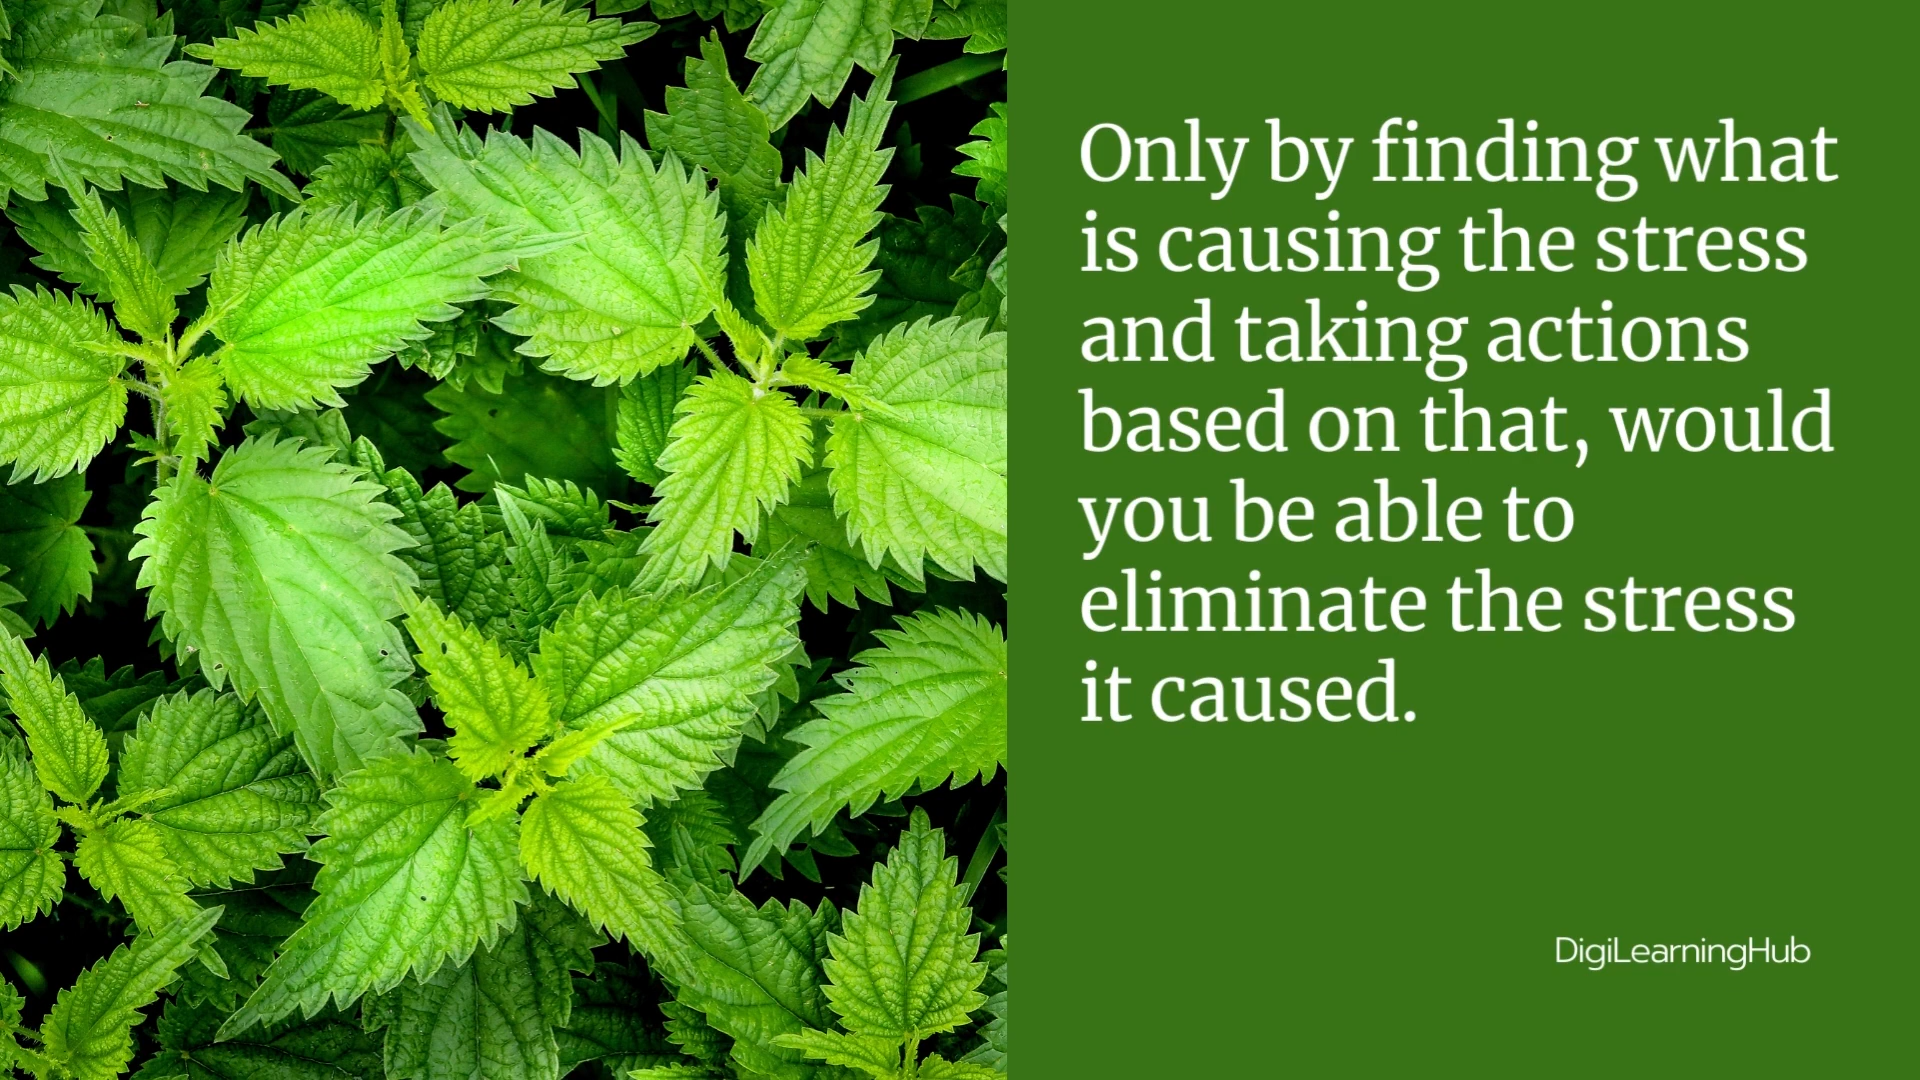 Only by finding what
is causing the stress
and taking actions
based on that, would
you be able to
eliminate the stress
it caused.
DigiLearningHub